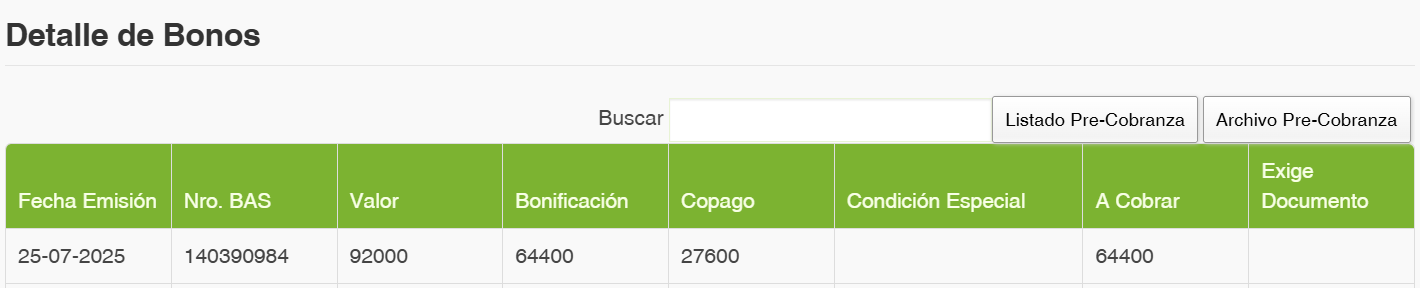 Detalle de Bonos
Buscar Listado Pre-Cobranza Archivo Pre-Cobranza
Fecha Emisión Nro. BAS Valor Bonificación Copago Condición Especial A Cobrar Exige Documento
25-07-2025 140390984 92000 64400 27600 64400